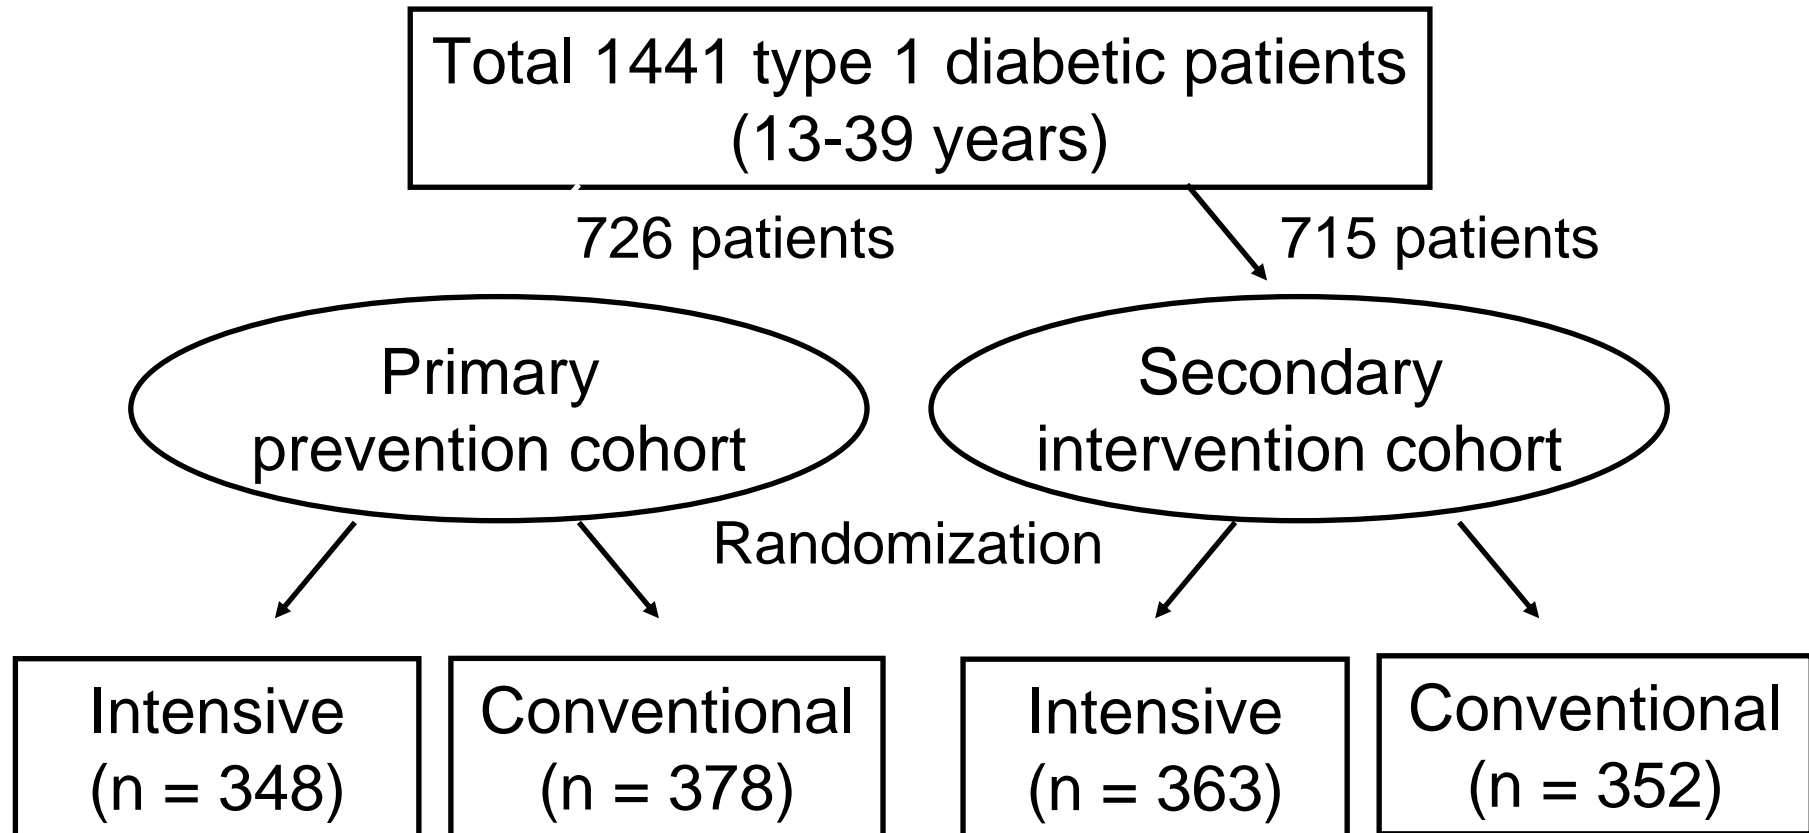 Total 1441 type 1 diabetic patients
(13-39 years)
726 patients
715 patients
Primary
prevention cohort
Secondary
intervention cohort
Randomization
Intensive
(n = 348)
Conventional
(n = 378)
Intensive
(n = 363)
Conventional
(n = 352)